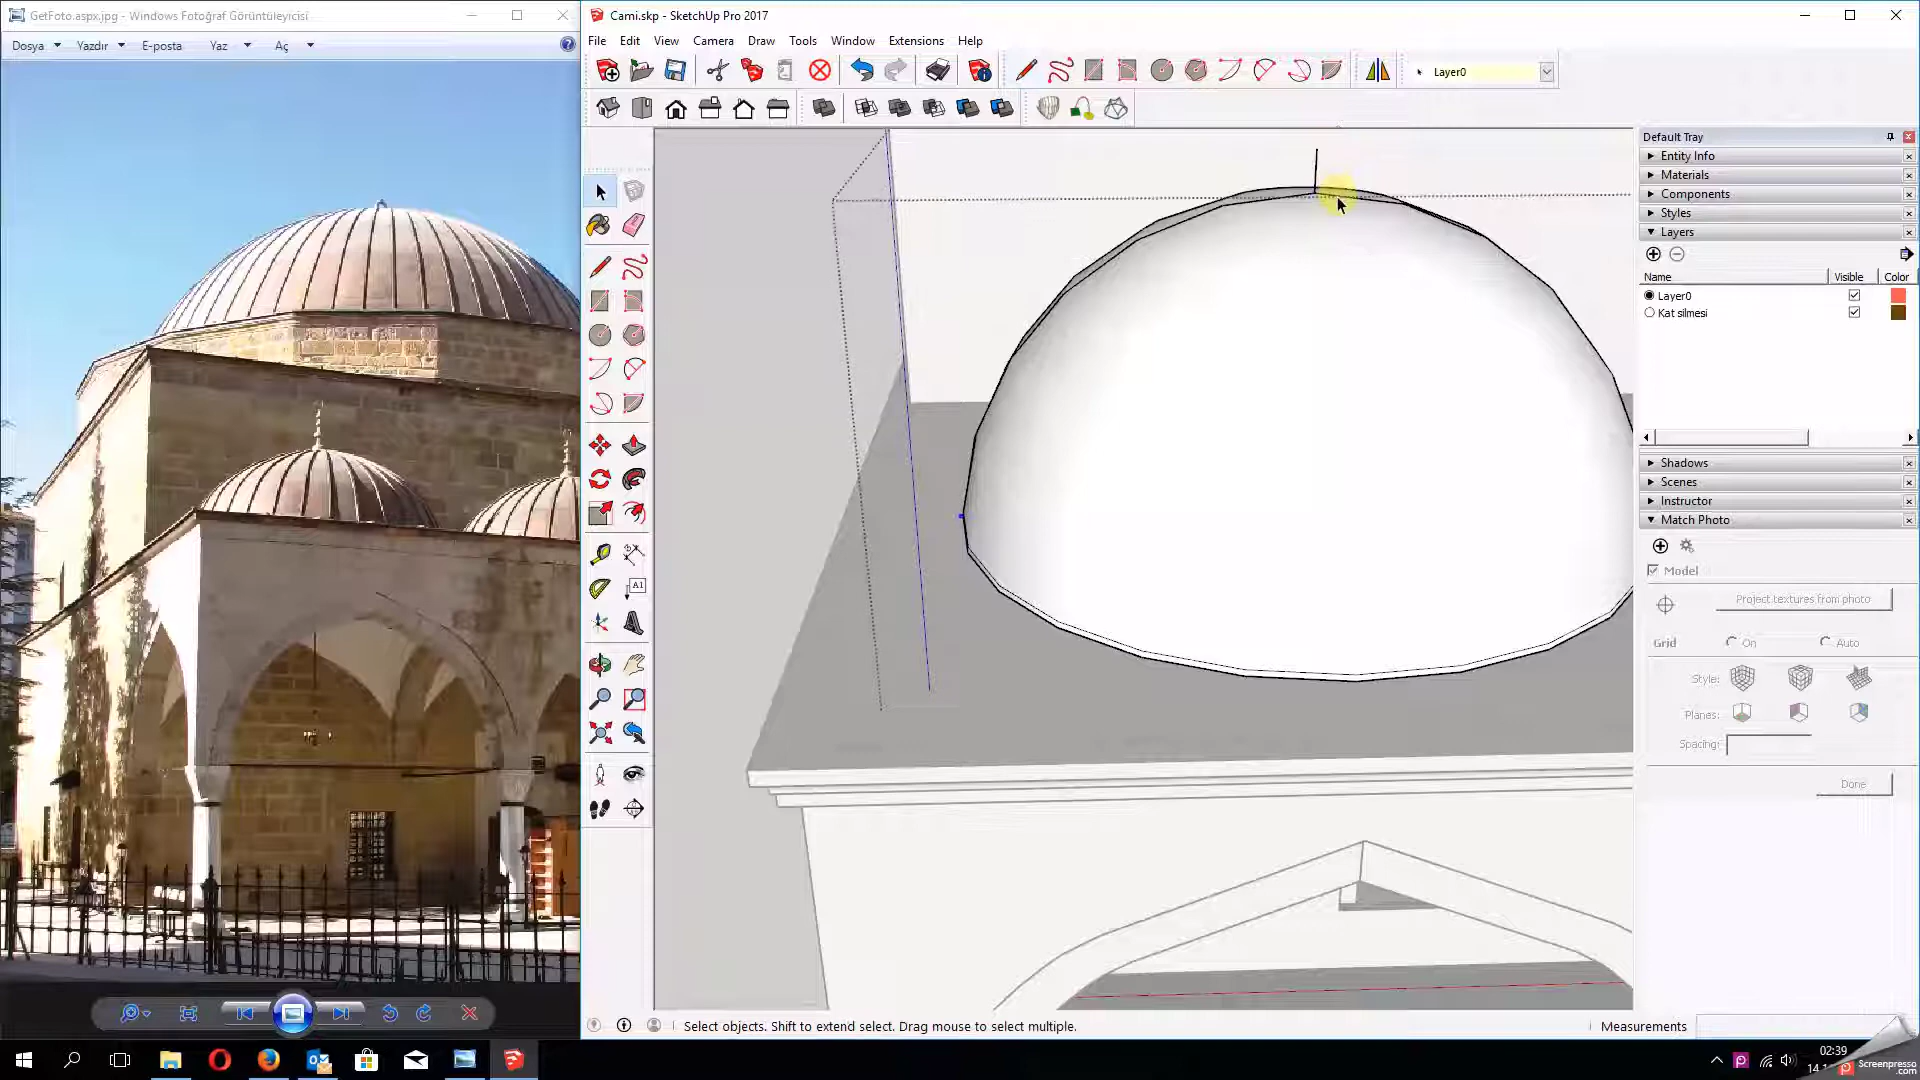 GetFoto.aspx.jpg - Windows Fotoğraf Görüntüleyicisi
Dosya Yazdır E-posta Yaz Aç
Cami.skp - SketchUp Pro 2017
File Edit View Camera Draw Tools Window Extensions Help
Layer0
A1
Default Tray
Entity Info
Materials
Components
Styles
Layers
Name Visible Color
Layer0
Kat silmesi
Shadows
Scenes
Instructor
Match Photo
Model
Project textures from photo
Grid On Auto
Style:
Planes:
Spacing:
Done
Select objects. Shift to extend select. Drag mouse to select multiple.
Measurements
02:39
Screenpresso
.com